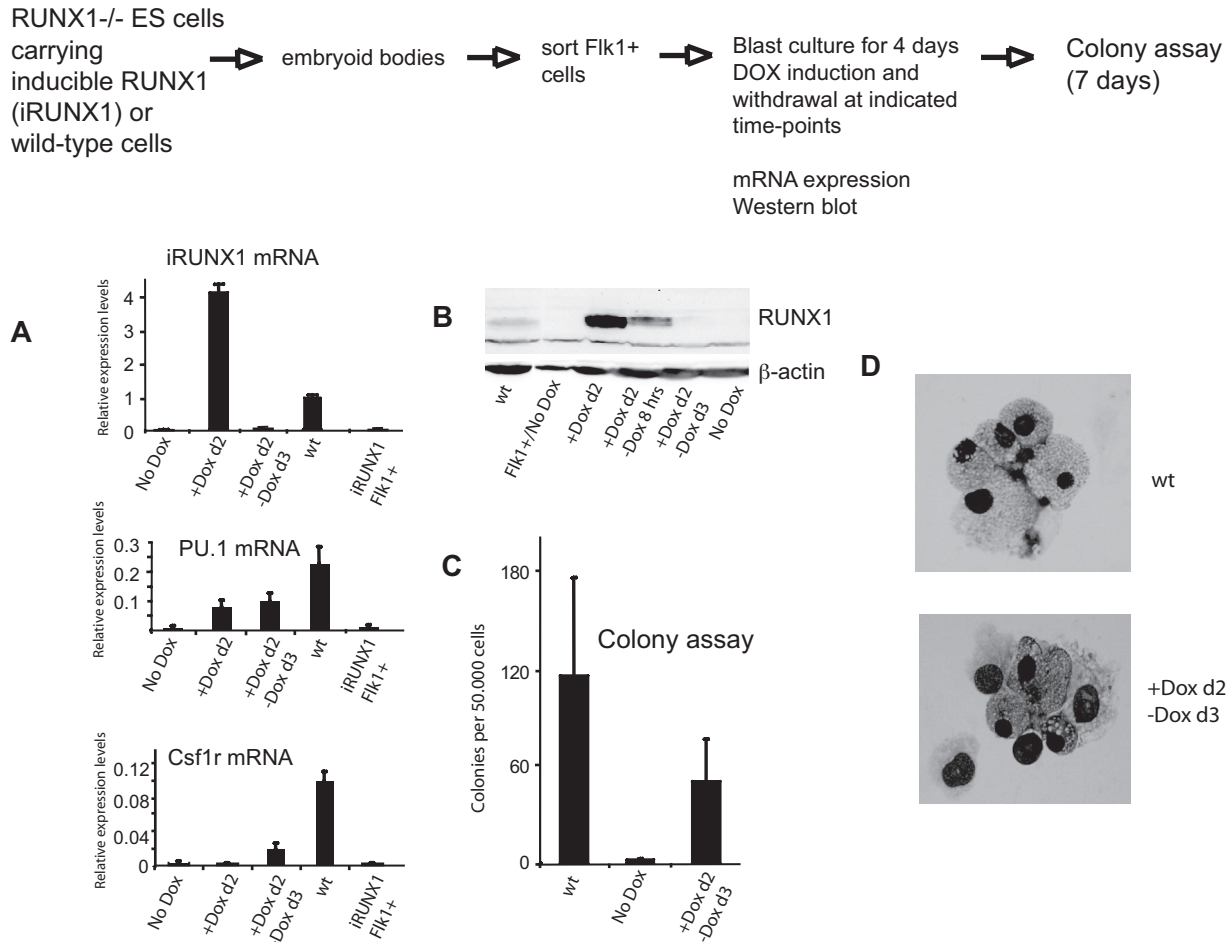 RUNX1-/- ES cells
carrying
inducible RUNX1
(iRUNX1) or
wild-type cells
embryoid bodies
sort Flk1+
cells
Blast culture for 4 days
DOX induction and
withdrawal at indicated
time-points
mRNA expression
Western blot
Colony assay
(7 days)
A
iRUNX1 mRNA
Relative expression levels
4
3
2
1
0
No Dox
+Dox d2
+Dox d2
-Dox d3
wt
iRUNX1
Flk1+
PU.1 mRNA
Relative expression levels
0.3
0.2
0.1
No Dox
+Dox d2
+Dox d2
-Dox d3
wt
iRUNX1
Flk1+
Csf1r mRNA
Relative expression levels
0.12
0.08
0.04
0
No Dox
+Dox d2
+Dox d2
-Dox d3
wt
iRUNX1
Flk1+
B
RUNX1
β-actin
wt
Flk1+/No Dox
+Dox d2
+Dox d2
-Dox 8 hrs
+Dox d2
-Dox d3
No Dox
C
Colony assay
Colonies per 50.000 cells
180
120
60
0
wt
No Dox
+Dox d2
-Dox d3
D
wt
+Dox d2
-Dox d3